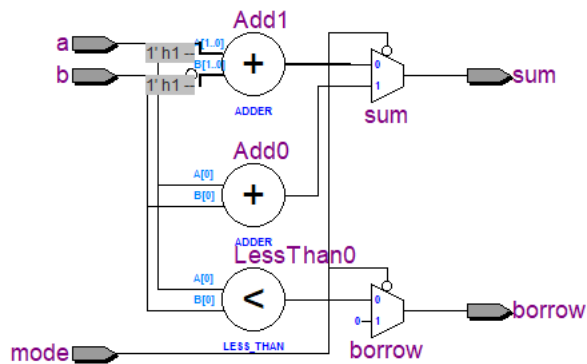 Add1
a
1' h1 --
A[1..0]
B[1..0]
+
0
1
sum
b
1' h1 --
ADDER
sum
Add0
A[0]
B[0]
+
ADDER
LessThan0
A[0]
B[0]
<
0
0
1
borrow
mode
LESS_THAN
borrow